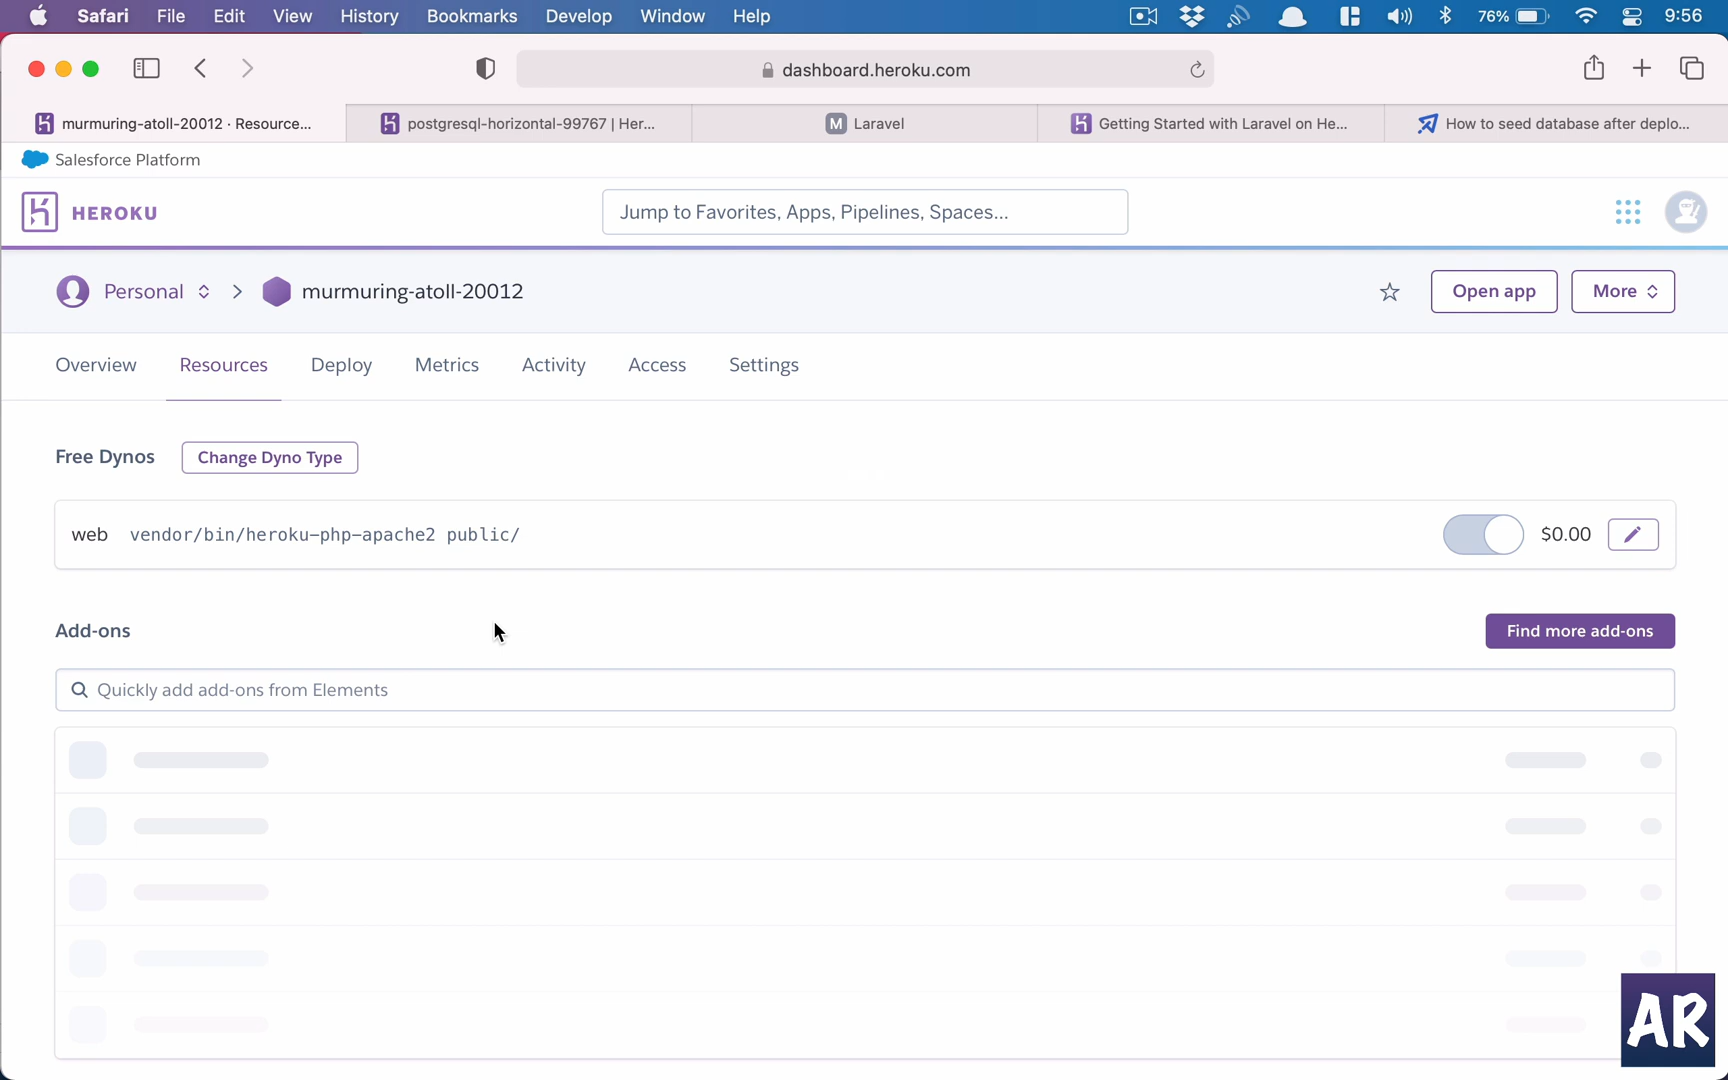 Safari File Edit View History Bookmarks Develop Window Help 76% 9:56
dashboard.heroku.com
murmuring-atoll-20012 · Resource... postgresql-horizontal-99767 | Her... M Laravel Getting Started with Laravel on He... How to seed database after deplo...
Salesforce Platform
HEROKU Jump to Favorites, Apps, Pipelines, Spaces...
Personal murmuring-atoll-20012 Open app More
Overview Resources Deploy Metrics Activity Access Settings
Free Dynos Change Dyno Type
web vendor/bin/heroku-php-apache2 public/ $0.00
Add-ons Find more add-ons
Quickly add add-ons from Elements
AR